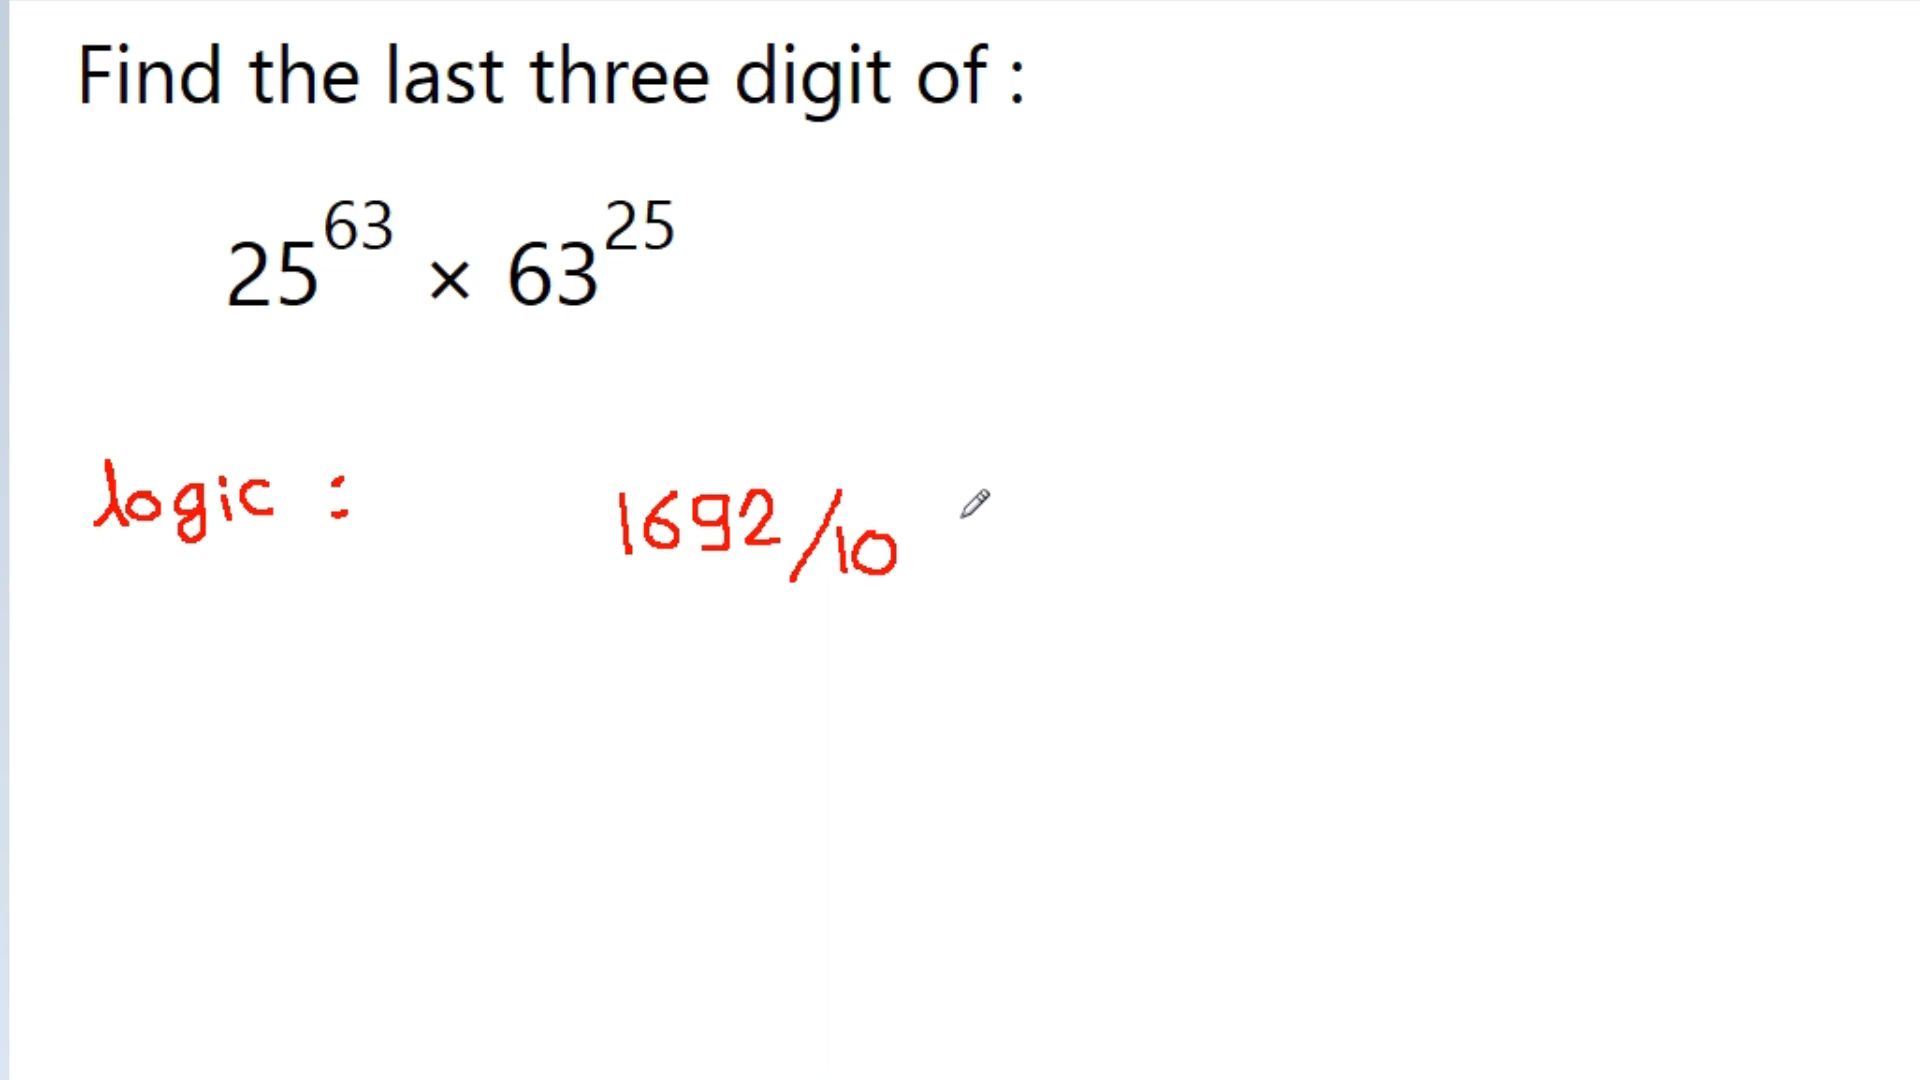 Find the last three digit of :
25^63 × 63^25
logic : 1692/10